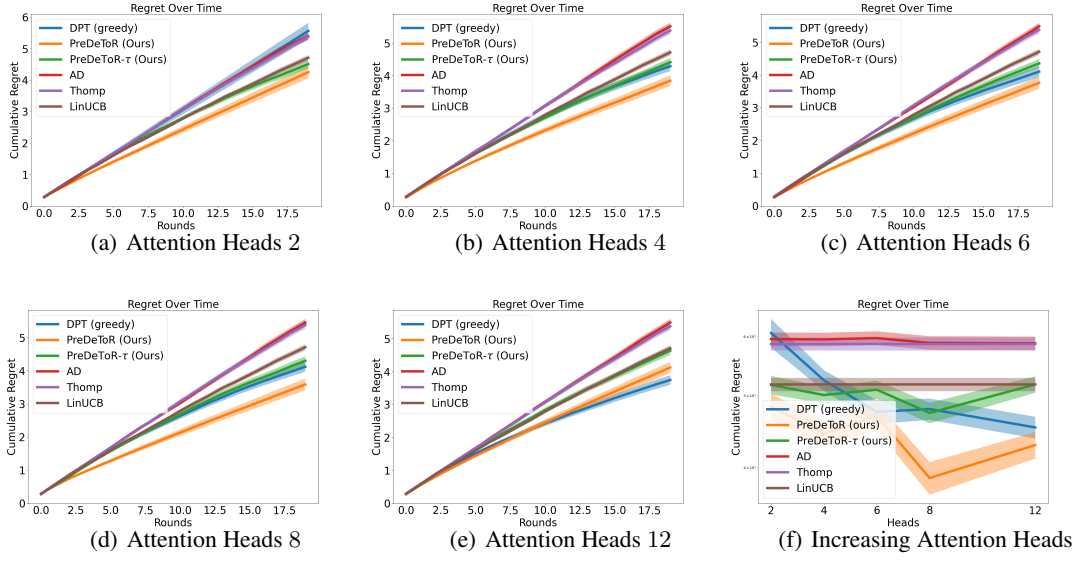 Regret Over Time
Cumulative Regret
6
5
4
3
2
1
0
DPT (greedy)
PreDeToR (Ours)
PreDeToR-τ (Ours)
AD
Thomp
LinUCB
0.0 2.5 5.0 7.5 10.0 12.5 15.0 17.5
Rounds
(a) Attention Heads 2
Regret Over Time
Cumulative Regret
5
4
3
2
1
0
DPT (greedy)
PreDeToR (Ours)
PreDeToR-τ (Ours)
AD
Thomp
LinUCB
0.0 2.5 5.0 7.5 10.0 12.5 15.0 17.5
Rounds
(b) Attention Heads 4
Regret Over Time
Cumulative Regret
5
4
3
2
1
0
DPT (greedy)
PreDeToR (Ours)
PreDeToR-τ (Ours)
AD
Thomp
LinUCB
0.0 2.5 5.0 7.5 10.0 12.5 15.0 17.5
Rounds
(c) Attention Heads 6
Regret Over Time
Cumulative Regret
5
4
3
2
1
0
DPT (greedy)
PreDeToR (Ours)
PreDeToR-τ (Ours)
AD
Thomp
LinUCB
0.0 2.5 5.0 7.5 10.0 12.5 15.0 17.5
Rounds
(d) Attention Heads 8
Regret Over Time
Cumulative Regret
5
4
3
2
1
0
DPT (greedy)
PreDeToR (Ours)
PreDeToR-τ (Ours)
AD
Thomp
LinUCB
0.0 2.5 5.0 7.5 10.0 12.5 15.0 17.5
Rounds
(e) Attention Heads 12
Regret Over Time
Cumulative Regret
DPT (greedy)
PreDeToR (ours)
PreDeToR-τ (ours)
AD
Thomp
LinUCB
2 4 6 8 12
Heads
(f) Increasing Attention Heads